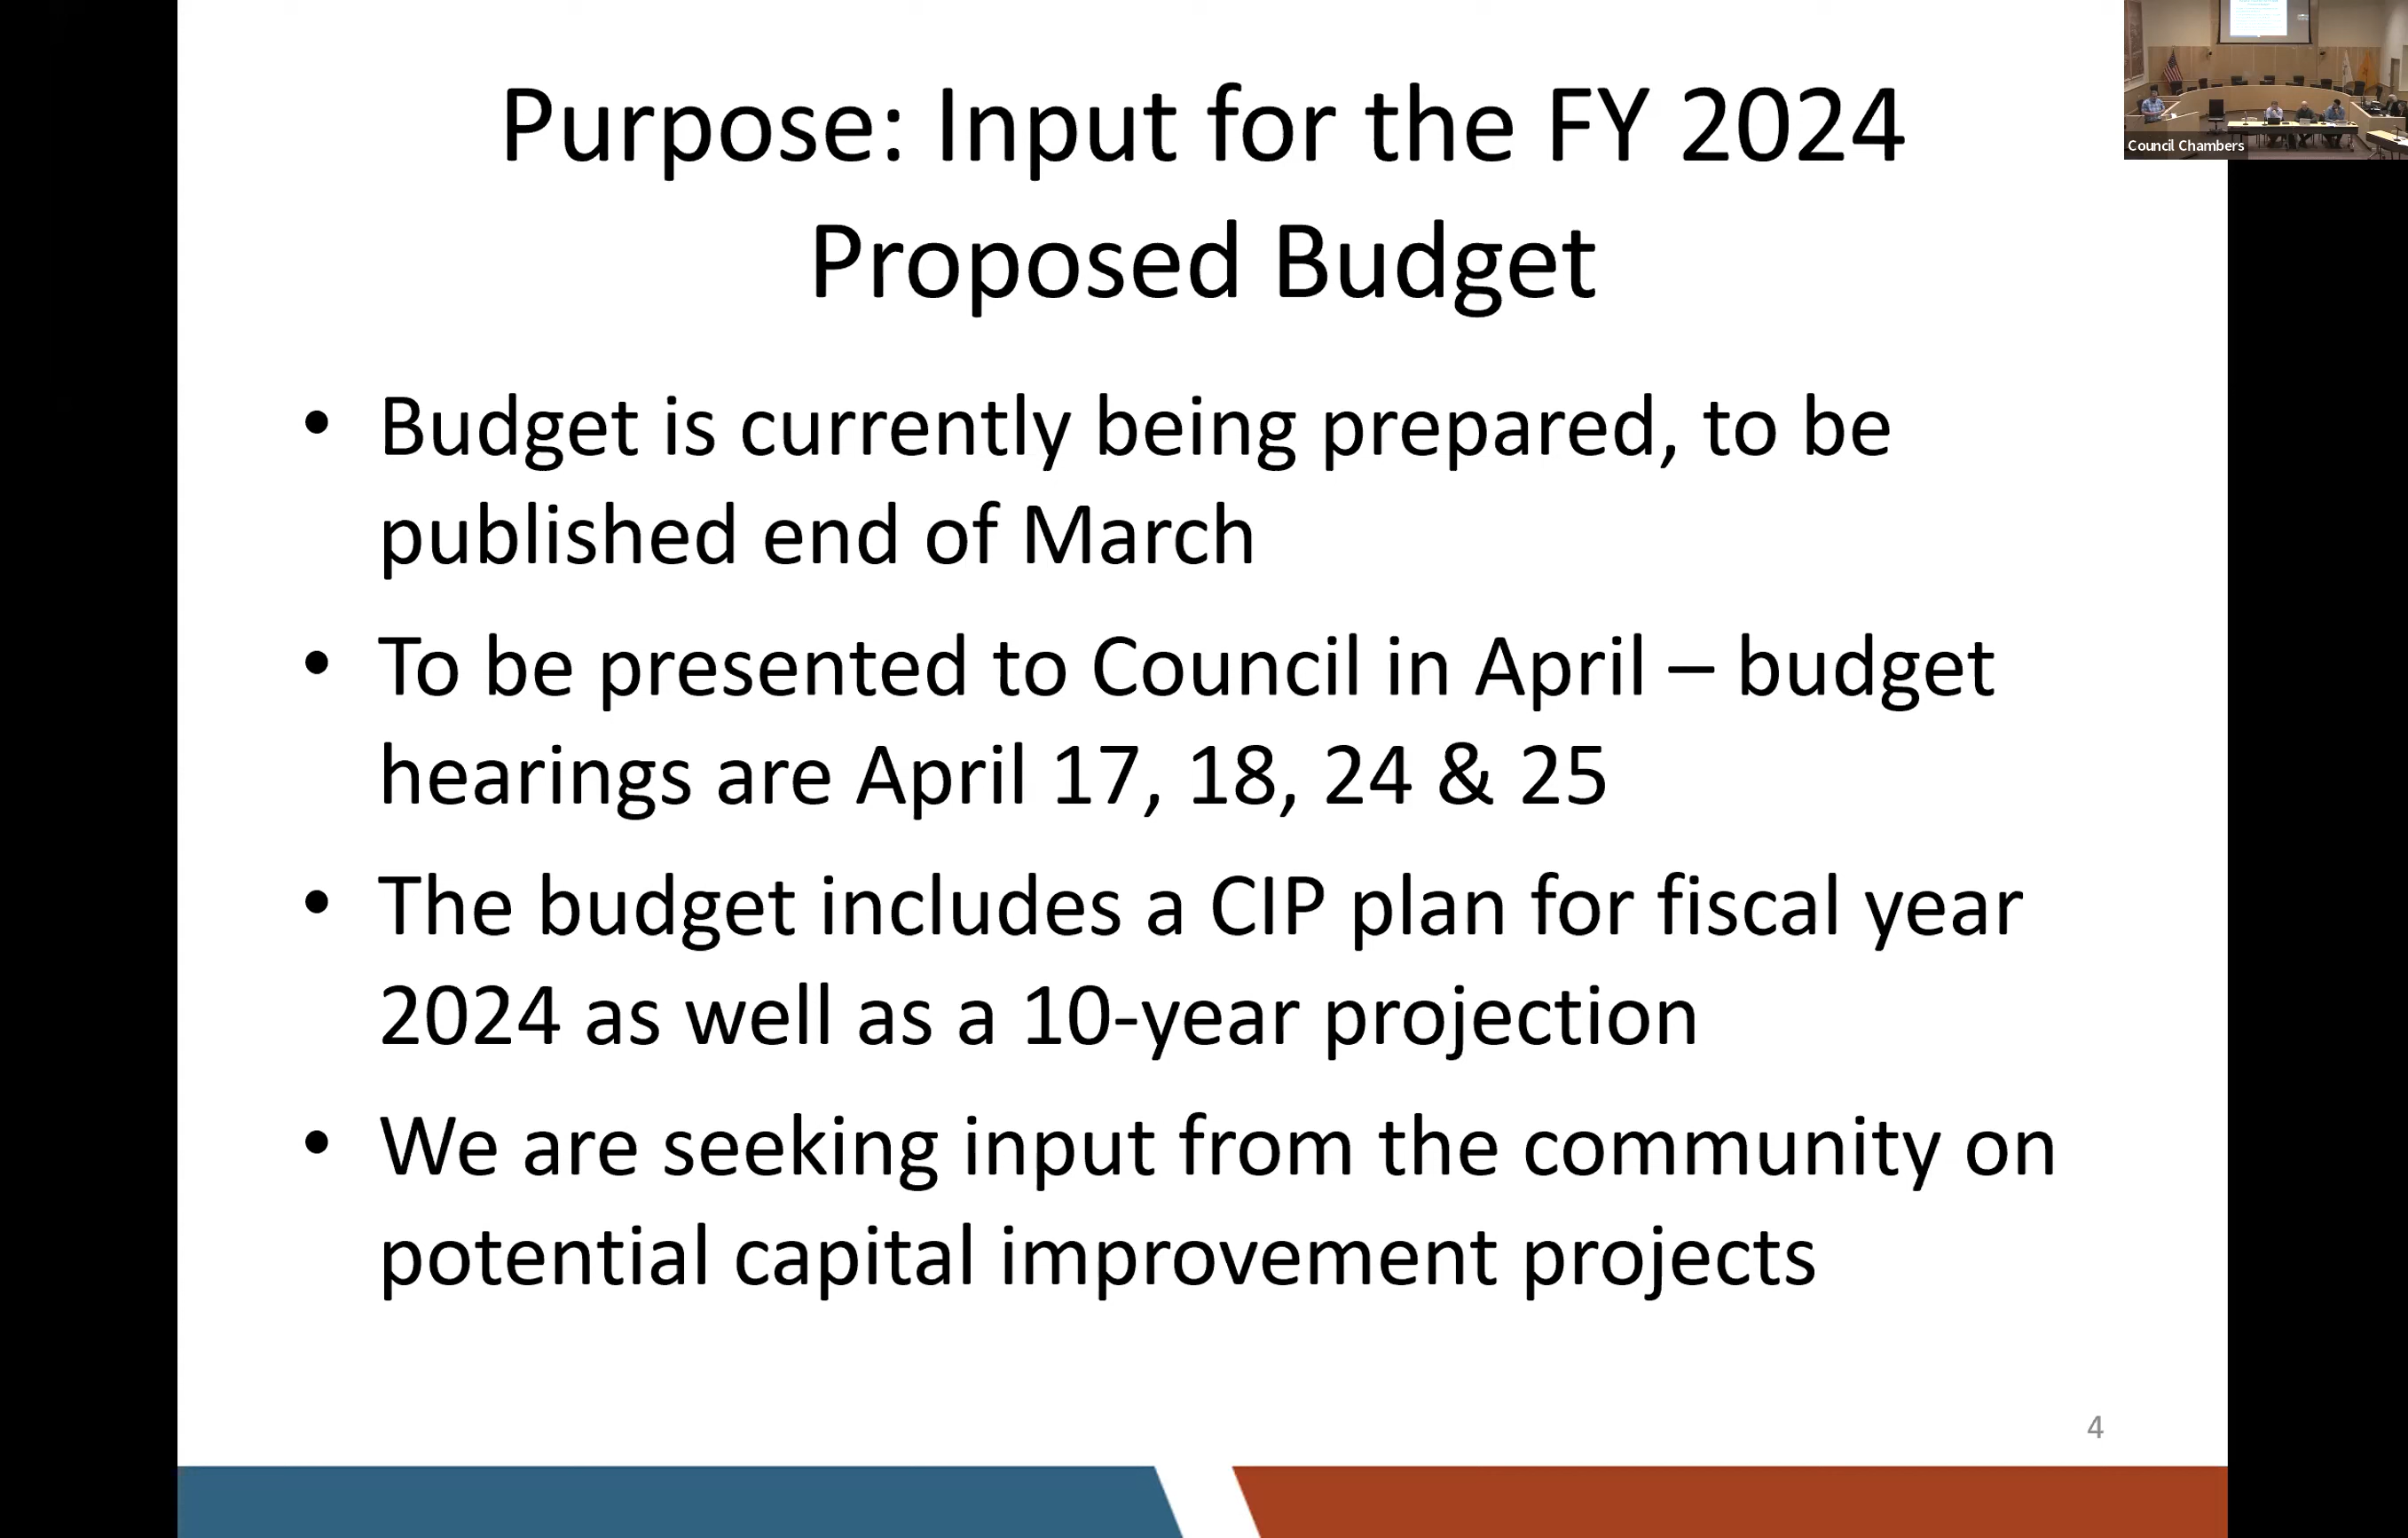 Purpose: Input for the FY 2024
Proposed Budget
Council Chambers
• Budget is currently being prepared, to be
published end of March
• To be presented to Council in April – budget
hearings are April 17, 18, 24 & 25
• The budget includes a CIP plan for fiscal year
2024 as well as a 10-year projection
• We are seeking input from the community on
potential capital improvement projects
4